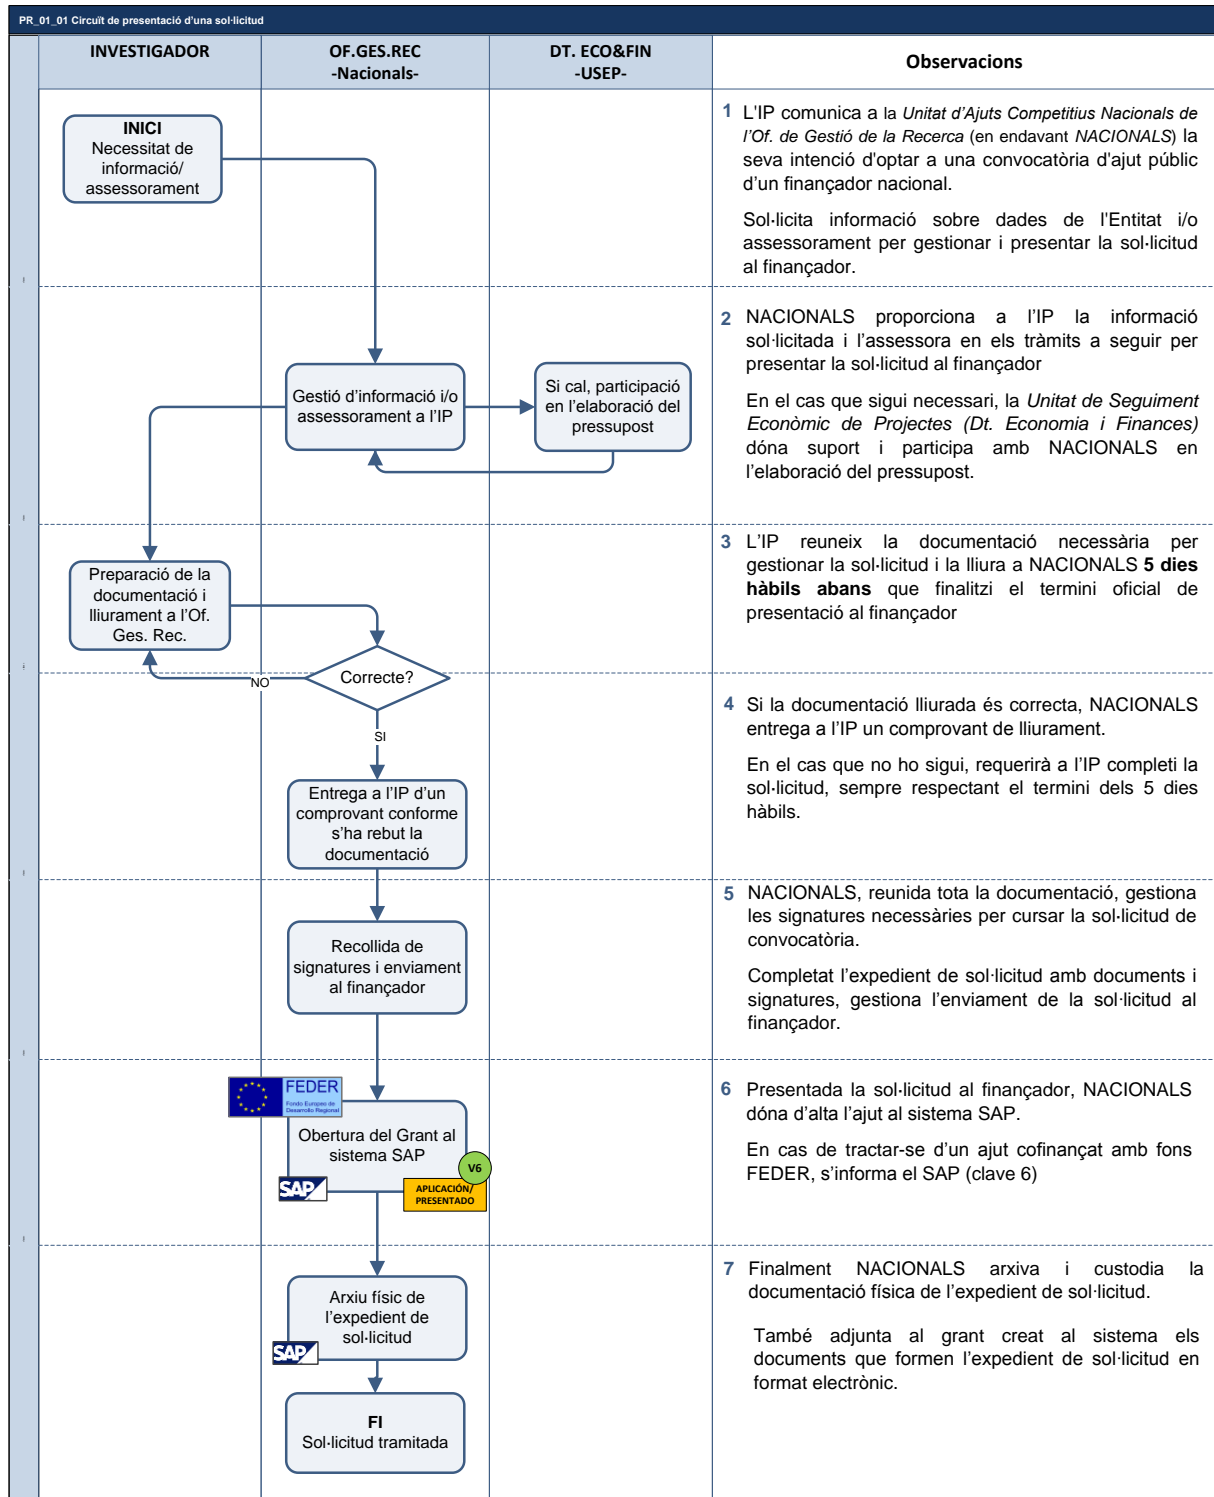 PR_01_01 Circuït de presentació d'una sol·licitud
INVESTIGADOR
OF.GES.REC
-Nacionals-
DT. ECO&FIN
-USEP-
Observacions
INICI
Necessitat de
informació/
assessorament
1 L'IP comunica a la Unitat d'Ajuts Competitius Nacionals de
l'Of. de Gestió de la Recerca (en endavant NACIONALS) la
seva intenció d'optar a una convocatòria d'ajut públic
d'un finançador nacional.
Sol·licita informació sobre dades de l'Entitat i/o
assessorament per gestionar i presentar la sol·licitud
al finançador.
Gestió d'informació i/o
assessorament a l'IP
Si cal, participació
en l'elaboració del
pressupost
2 NACIONALS proporciona a l'IP la informació
sol·licitada i l'assessora en els tràmits a seguir per
presentar la sol·licitud al finançador
En el cas que sigui necessari, la Unitat de Seguiment
Econòmic de Projectes (Dt. Economia i Finances)
dóna suport i participa amb NACIONALS en
l'elaboració del pressupost.
Preparació de la
documentació i
lliurament a l'Of.
Ges. Rec.
3 L'IP reuneix la documentació necessària per
gestionar la sol·licitud i la lliura a NACIONALS 5 dies
hàbils abans que finalitzi el termini oficial de
presentació al finançador
Correcte?
NO
SI
Entrega a l'IP d'un
comprovant conforme
s'ha rebut la
documentació
4 Si la documentació lliurada és correcta, NACIONALS
entrega a l'IP un comprovant de lliurament.
En el cas que no ho sigui, requerirà a l'IP completi la
sol·licitud, sempre respectant el termini dels 5 dies
hàbils.
Recollida de
signatures i enviament
al finançador
5 NACIONALS, reunida tota la documentació, gestiona
les signatures necessàries per cursar la sol·licitud de
convocatòria.
Completat l'expedient de sol·licitud amb documents i
signatures, gestiona l'enviament de la sol·licitud al
finançador.
FEDER
Fondo Europeo de
Desarrollo Regional
Obertura del Grant al
sistema SAP
V6
SAP
APLICACIÓN/
PRESENTADO
6 Presentada la sol·licitud al finançador, NACIONALS
dóna d'alta l'ajut al sistema SAP.
En cas de tractar-se d'un ajut cofinançat amb fons
FEDER, s'informa el SAP (clave 6)
Arxiu físic de
l'expedient de
sol·licitud
SAP
7 Finalment NACIONALS arxiva i custodia la
documentació física de l'expedient de sol·licitud.
També adjunta al grant creat al sistema els
documents que formen l'expedient de sol·licitud en
format electrònic.
FI
Sol·licitud tramitada